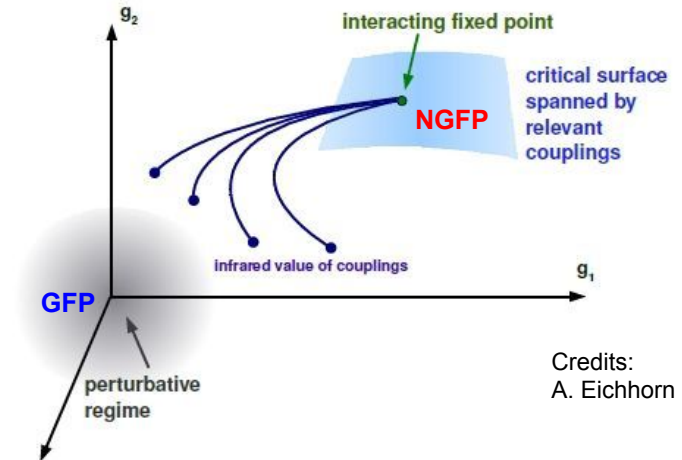 g₂
interacting fixed point
critical surface
spanned by
relevant
couplings
NGFP
infrared value of couplings
g₁
GFP
perturbative
regime
Credits:
A. Eichhorn